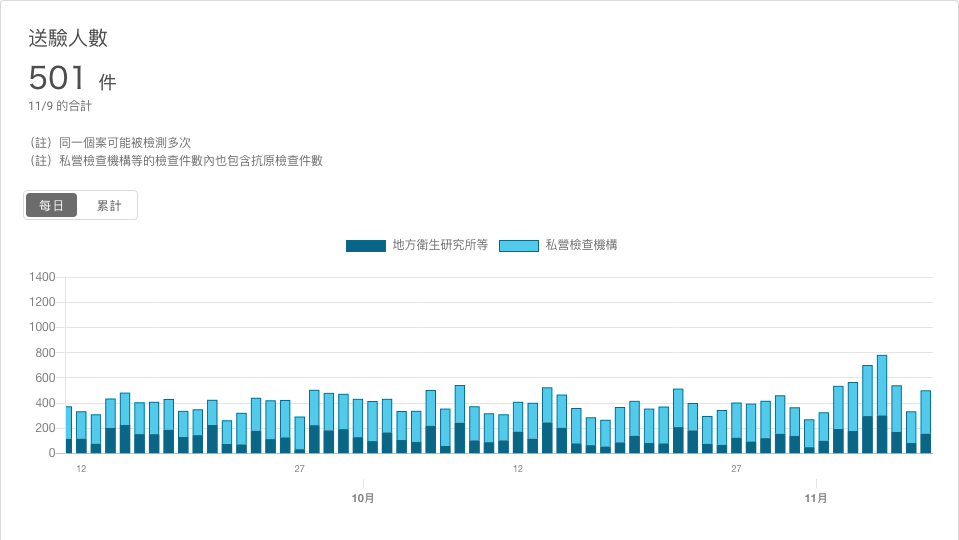 送驗人數
501 件
11/9 的合計
（註）同一個案可能被檢測多次
（註）私營檢查機構等的檢查件數內也包含抗原檢查件數
每日 累計
地方衛生研究所等 私營檢查機構
1400
1200
1000
800
600
400
200
0
12 27 12 27
10月 11月